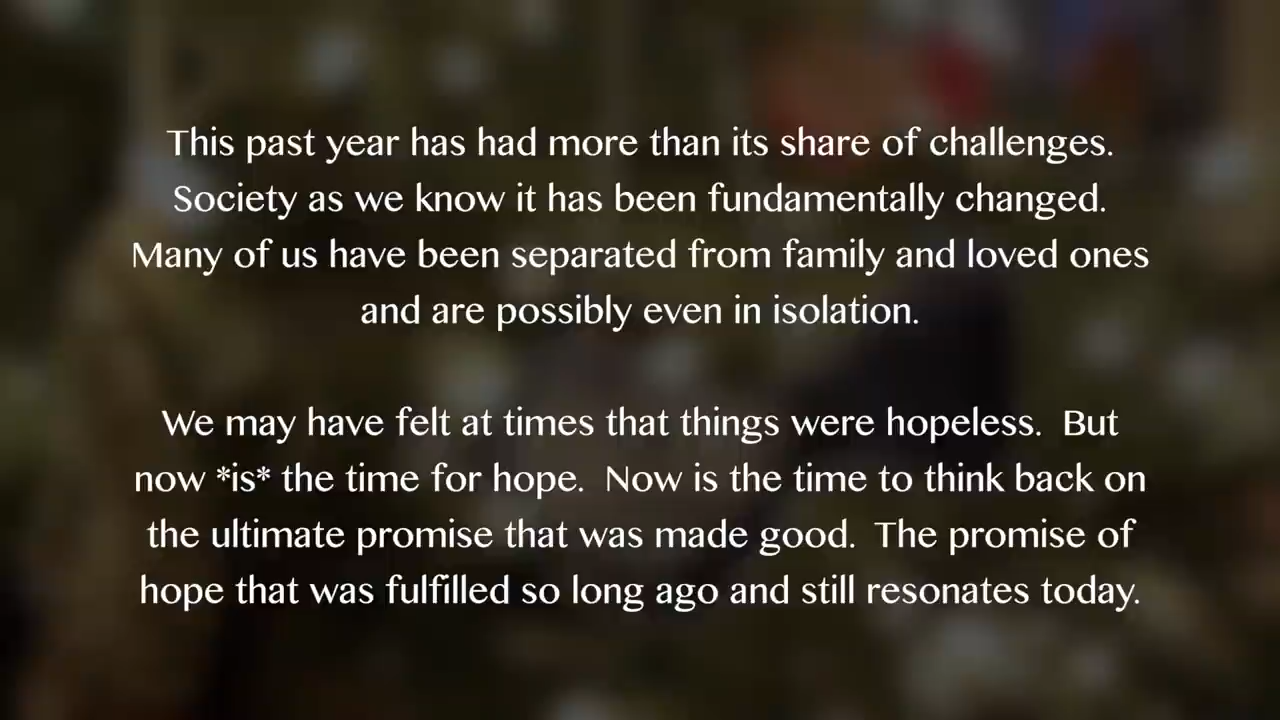 This past year has had more than its share of challenges.
Society as we know it has been fundamentally changed.
Many of us have been separated from family and loved ones
and are possibly even in isolation.
We may have felt at times that things were hopeless.  But
now *is* the time for hope.  Now is the time to think back on
the ultimate promise that was made good.  The promise of
hope that was fulfilled so long ago and still resonates today.